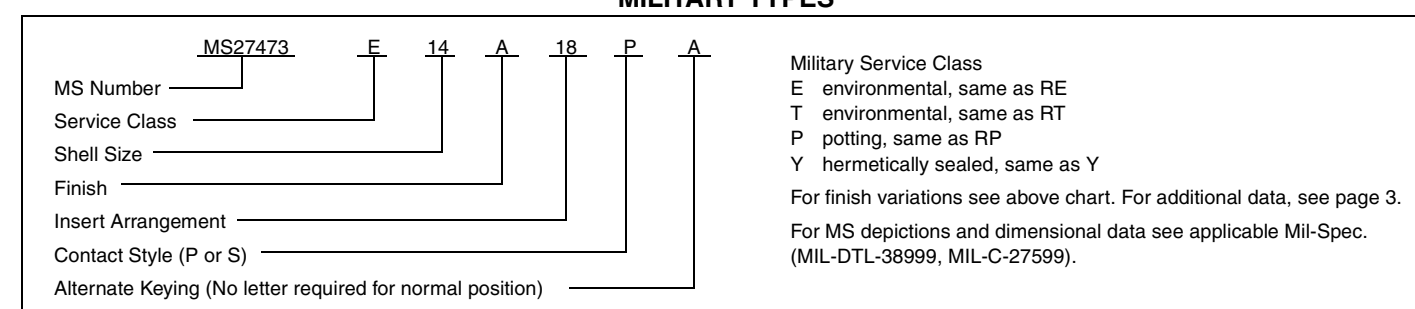 MILITARY TYPES
MS27473 E 14 A 18 P A
MS Number
Service Class
Shell Size
Finish
Insert Arrangement
Contact Style (P or S)
Alternate Keying (No letter required for normal position)
Military Service Class
E environmental, same as RE
T environmental, same as RT
P potting, same as RP
Y hermetically sealed, same as Y
For finish variations see above chart. For additional data, see page 3.
For MS depictions and dimensional data see applicable Mil-Spec.
(MIL-DTL-38999, MIL-C-27599).